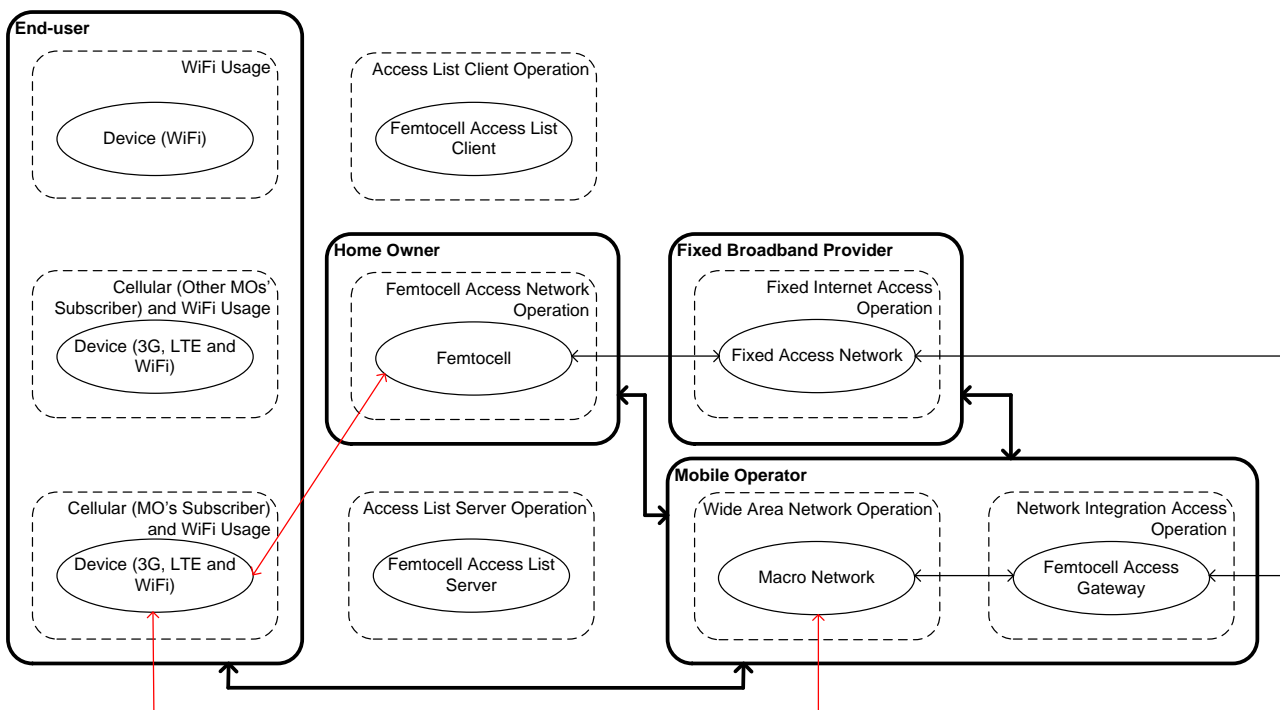 End-user
WiFi Usage
Device (WiFi)
Access List Client Operation
Femtocell Access List
Client
Cellular (Other MOs'
Subscriber) and WiFi Usage
Device (3G, LTE and
WiFi)
Home Owner
Femtocell Access Network
Operation
Femtocell
Fixed Broadband Provider
Fixed Internet Access
Operation
Fixed Access Network
Cellular (MO's Subscriber)
and WiFi Usage
Device (3G, LTE and
WiFi)
Access List Server Operation
Femtocell Access List
Server
Mobile Operator
Wide Area Network Operation
Macro Network
Network Integration Access
Operation
Femtocell Access
Gateway